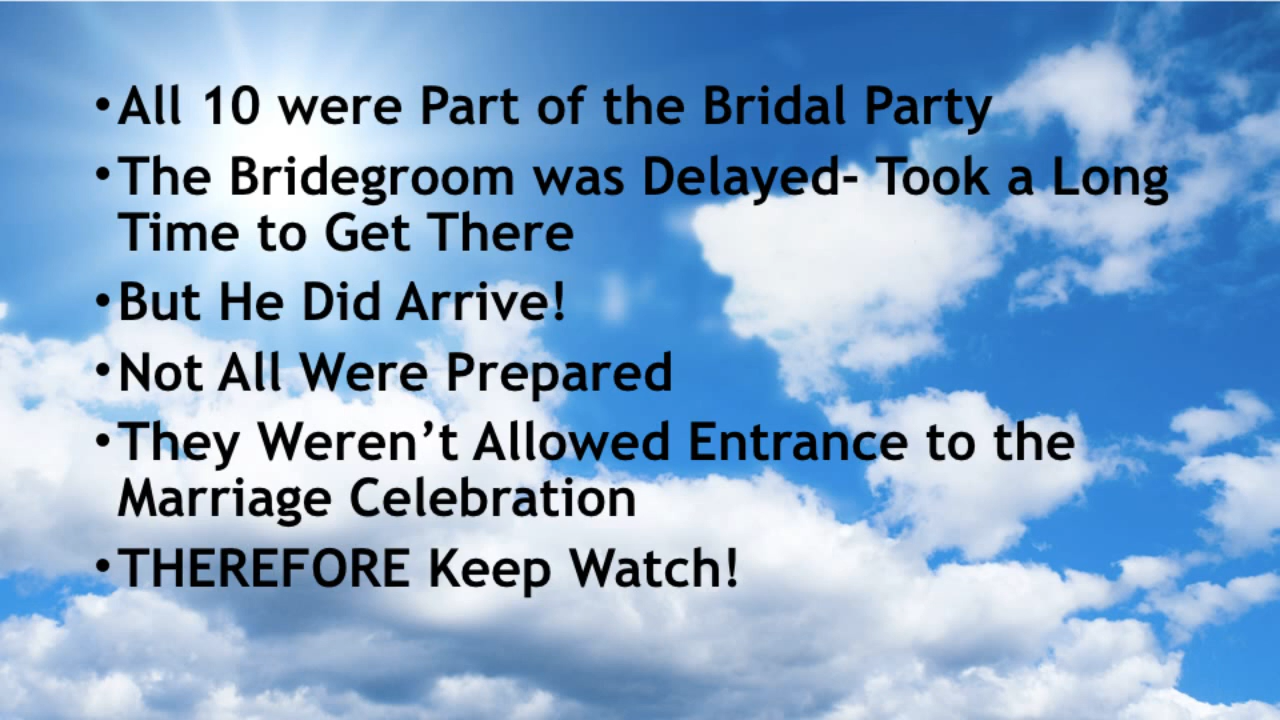 •All 10 were Part of the Bridal Party
•The Bridegroom was Delayed- Took a Long
Time to Get There
•But He Did Arrive!
•Not All Were Prepared
•They Weren’t Allowed Entrance to the
Marriage Celebration
•THEREFORE Keep Watch!